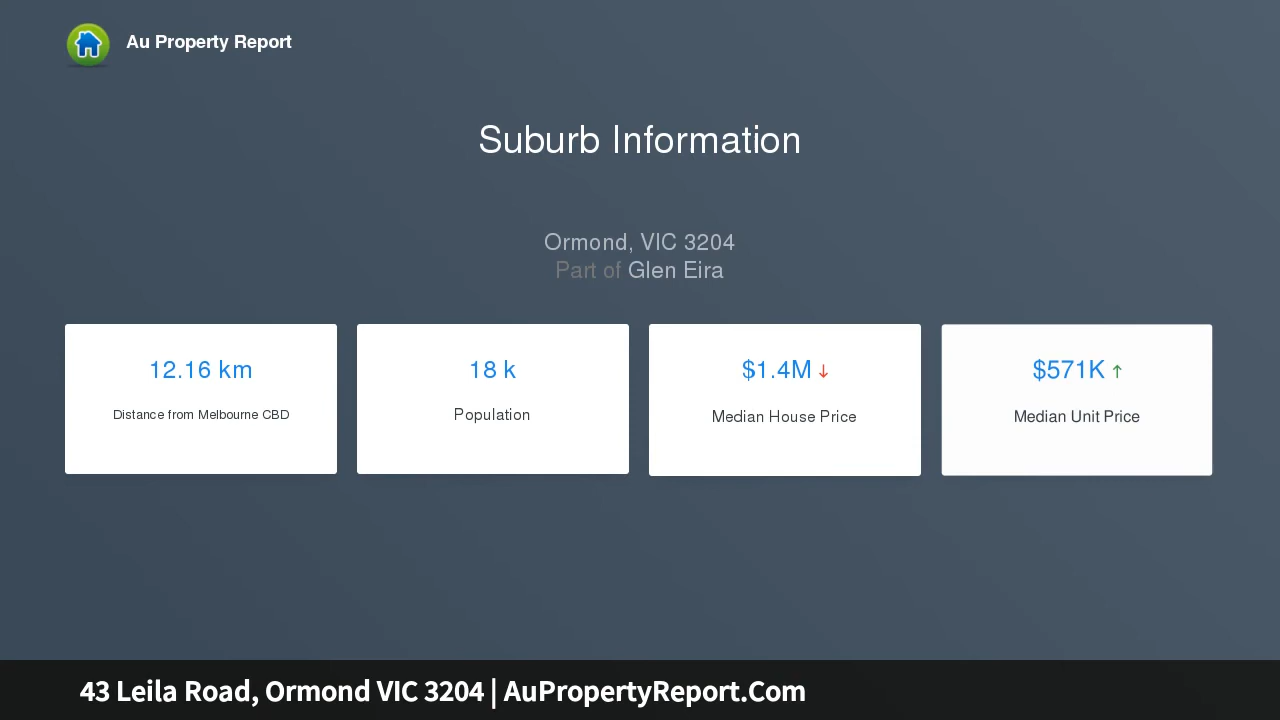 Au Property Report
Suburb Information
Ormond, VIC 3204
Part of Glen Eira
12.16 km
Distance from Melbourne CBD
18 k
Population
$1.4M ↓
Median House Price
$571K ↑
Median Unit Price
43 Leila Road, Ormond VIC 3204 | AuPropertyReport.Com